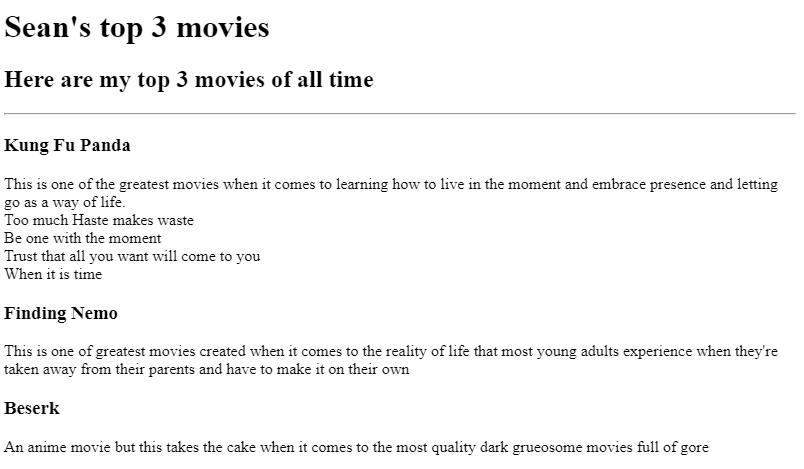 Sean's top 3 movies
Here are my top 3 movies of all time
Kung Fu Panda
This is one of the greatest movies when it comes to learning how to live in the moment and embrace presence and letting
go as a way of life.
Too much Haste makes waste
Be one with the moment
Trust that all you want will come to you
When it is time
Finding Nemo
This is one of greatest movies created when it comes to the reality of life that most young adults experience when they're
taken away from their parents and have to make it on their own
Beserk
An anime movie but this takes the cake when it comes to the most quality dark grueosome movies full of gore